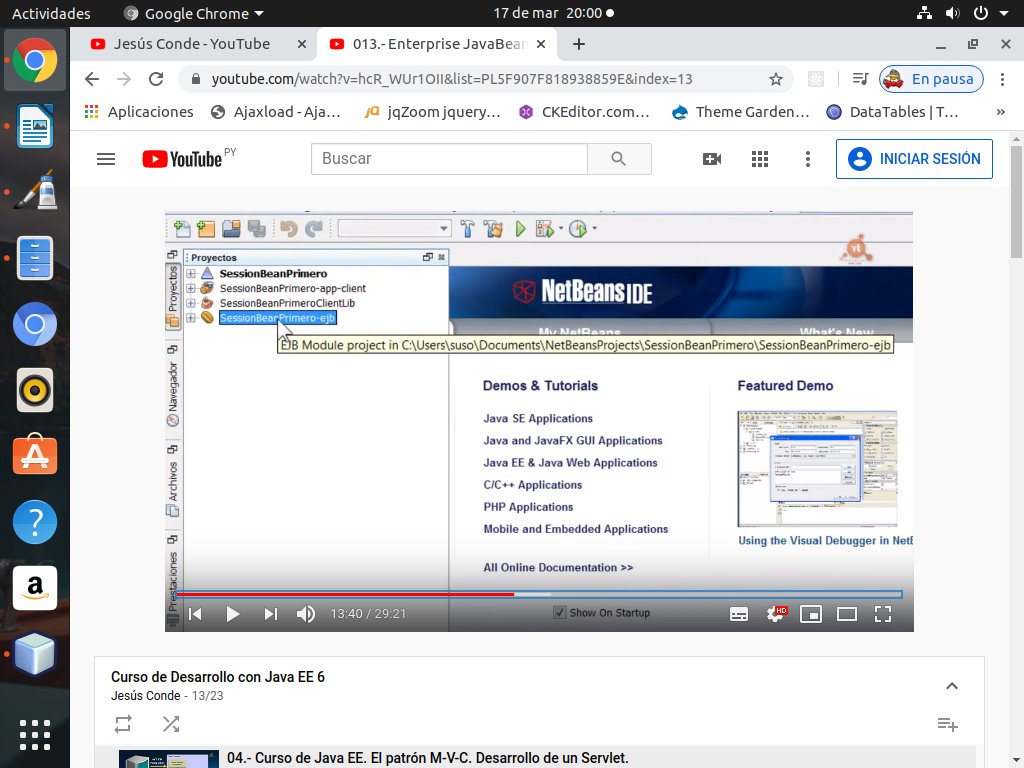 Actividades
Google Chrome
17 de mar 20:00
Jesús Conde - YouTube
013.- Enterprise JavaBean
youtube.com/watch?v=hcR_WUr1OII&list=PL5F907F818938859E&index=13
En pausa
Aplicaciones
Ajaxload - Aja...
jqZoom jquery...
CKEditor.com...
Theme Garden...
DataTables | T...
»
YouTube PY
Buscar
INICIAR SESIÓN
Proyectos
Proyectos
SessionBeanPrimero
SessionBeanPrimero-app-client
SessionBeanPrimeroClientLib
SessionBeanPrimero-ejb
EJB Module project in C:\Users\suso\Documents\NetBeansProjects\SessionBeanPrimero\SessionBeanPrimero-ejb
Navegador
Archivos
Prestaciones
NetBeans IDE
My NetBeans
What's New
Demos & Tutorials
Java SE Applications
Java and JavaFX GUI Applications
Java EE & Java Web Applications
C/C++ Applications
PHP Applications
Mobile and Embedded Applications
All Online Documentation >>
Featured Demo
Using the Visual Debugger in NetB
Show On Startup
13:40 / 29:21
HD
Curso de Desarrollo con Java EE 6
Jesús Conde - 13/23
04.- Curso de Java EE. El patrón M-V-C. Desarrollo de un Servlet.